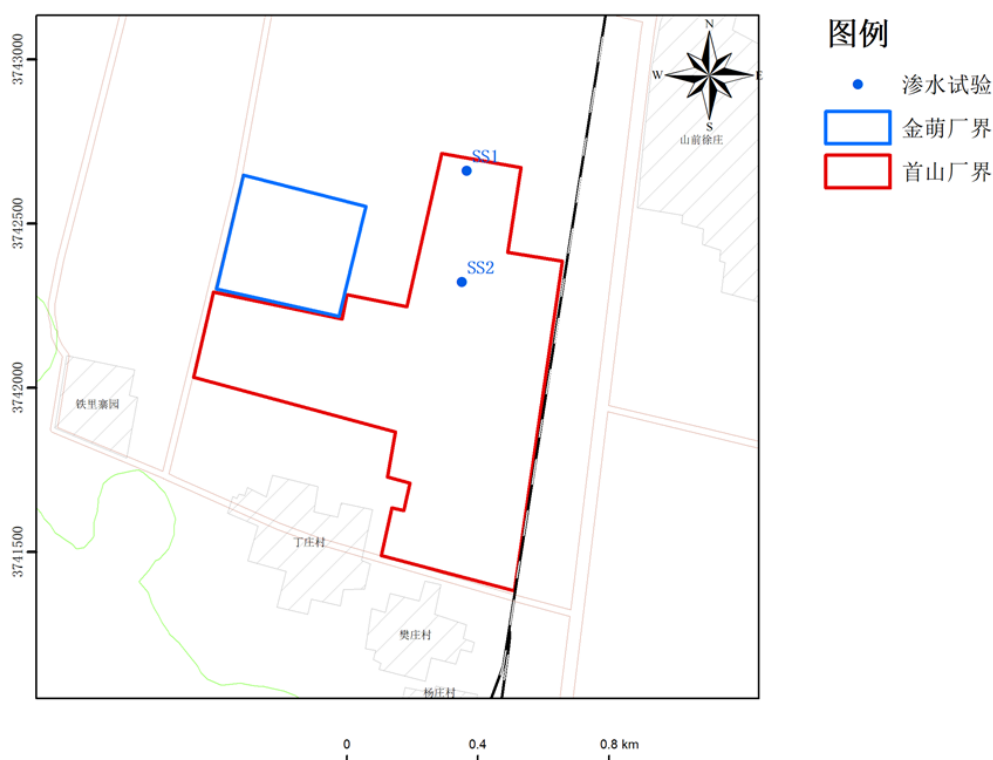 图例
渗水试验
金萌厂界
首山厂界
N
W
E
S
山前徐庄
SS1
SS2
铁里寨园
丁庄村
樊庄村
杨庄村
3743000
3742500
3742000
3741500
0
0.4
0.8 km